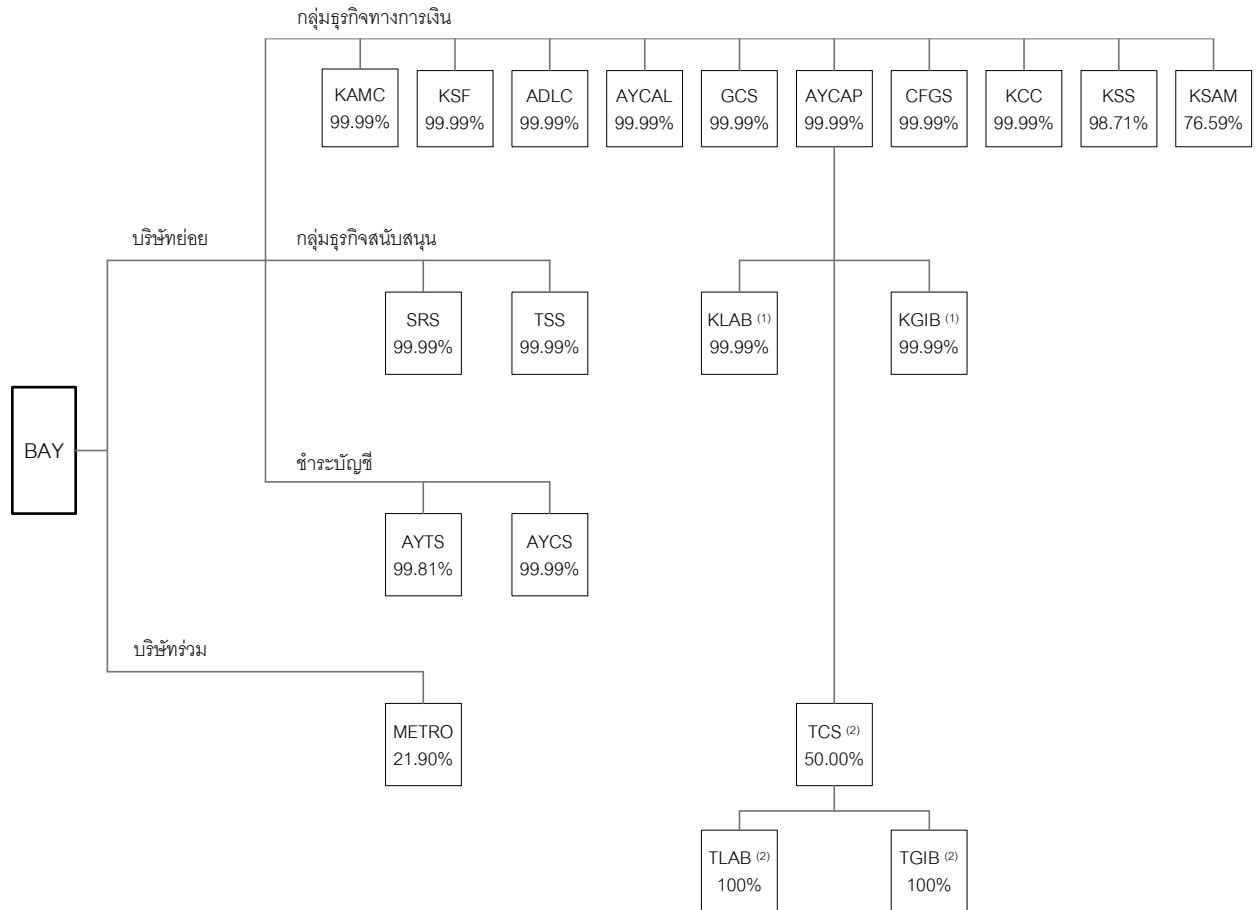 กลุ่มธุรกิจทางการเงิน
KAMC
99.99%
KSF
99.99%
ADLC
99.99%
AYCAL
99.99%
GCS
99.99%
AYCAP
99.99%
CFGS
99.99%
KCC
99.99%
KSS
98.71%
KSAM
76.59%
บริษัทย่อย
กลุ่มธุรกิจสนับสนุน
SRS
99.99%
TSS
99.99%
KLAB (1)
99.99%
KGIB (1)
99.99%
BAY
ชำระบัญชี
AYTS
99.81%
AYCS
99.99%
บริษัทร่วม
METRO
21.90%
TCS (2)
50.00%
TLAB (2)
100%
TGIB (2)
100%